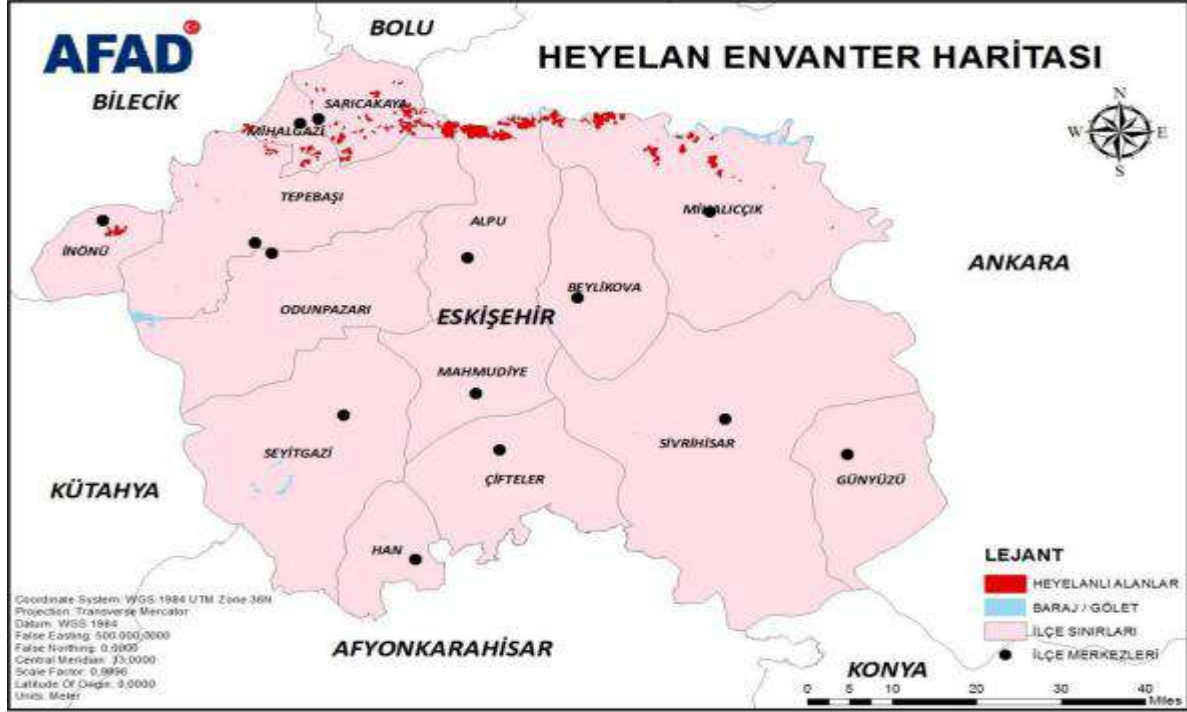 AFAD
HEYELAN ENVANTER HARİTASI
BOLU
BİLECİK
N
W E
S
SARICAKAYA
MİHALGAZİ
TEPEBAŞI
ALPU
MİHALIÇÇIK
İNÖNÜ
ANKARA
BEYLİKOVA
ODUNPAZARI
ESKİŞEHİR
MAHMUDİYE
SİVRİHİSAR
SEYİTGAZİ
ÇİFTELER
GÜNYÜZÜ
KÜTAHYA
HAN
AFYONKARAHİSAR
KONYA
LEJANT
HEYELANLI ALANLAR
BARAJ / GÖLET
İLÇE SINIRLARI
İLÇE MERKEZLERİ
0 5 10 20 30 40
Miles
Coordinate System: WGS 1984 UTM Zone 36N
Projection: Transverse Mercator
Datum: WGS 1984
False Easting: 500.000,0000
False Northing: 0,0000
Central Meridian: 33,0000
Scale Factor: 0,9996
Latitude Of Origin: 0,0000
Units: Meter